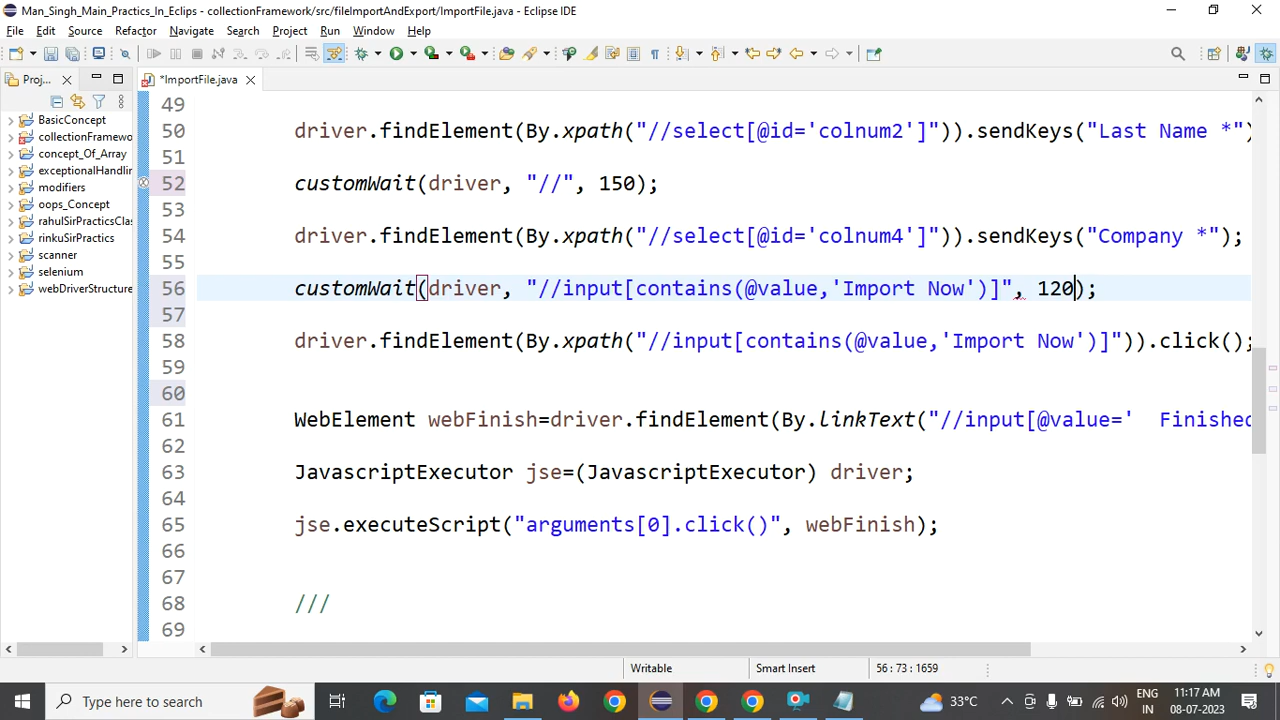 Man_Singh_Main_Practics_In_Eclips - collectionFramework/src/fileImportAndExport/ImportFile.java - Eclipse IDE
File Edit Source Refactor Navigate Search Project Run Window Help
Proj...
*ImportFile.java
BasicConcept
collectionFramewo
concept_Of_Array
exceptionalHandlin
modifiers
oops_Concept
rahulSirPracticsClas
rinkuSirPractics
scanner
selenium
webDriverStructure
49
50 driver.findElement(By.xpath("//select[@id='colnum2']")).sendKeys("Last Name *")
51
52 customWait(driver, "//", 150);
53
54 driver.findElement(By.xpath("//select[@id='colnum4']")).sendKeys("Company *");
55
56 customWait(driver, "//input[contains(@value,'Import Now')]", 120);
57
58 driver.findElement(By.xpath("//input[contains(@value,'Import Now')]")).click();
59
60
61 WebElement webFinish=driver.findElement(By.linkText("//input[@value='  Finished
62
63 JavascriptExecutor jse=(JavascriptExecutor) driver;
64
65 jse.executeScript("arguments[0].click()", webFinish);
66
67
68 ///
69
Writable Smart Insert 56 : 73 : 1659
Type here to search
33°C
ENG
IN
11:17 AM
08-07-2023